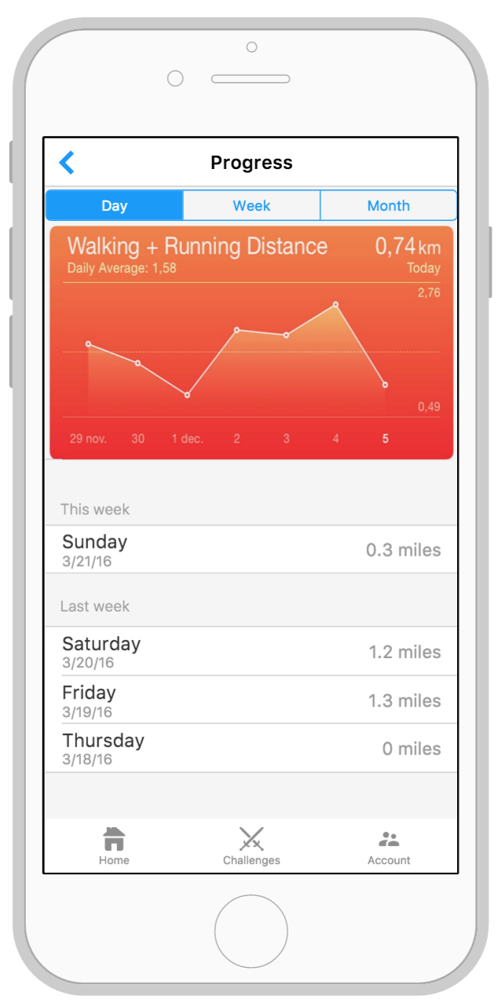 Progress
Day Week Month
Walking + Running Distance 0,74 km
Daily Average: 1,58 Today
2,76
0,49
29 nov. 30 1 dec. 2 3 4 5
This week
Sunday
3/21/16
0.3 miles
Last week
Saturday
3/20/16
1.2 miles
Friday
3/19/16
1.3 miles
Thursday
3/18/16
0 miles
Home Challenges Account